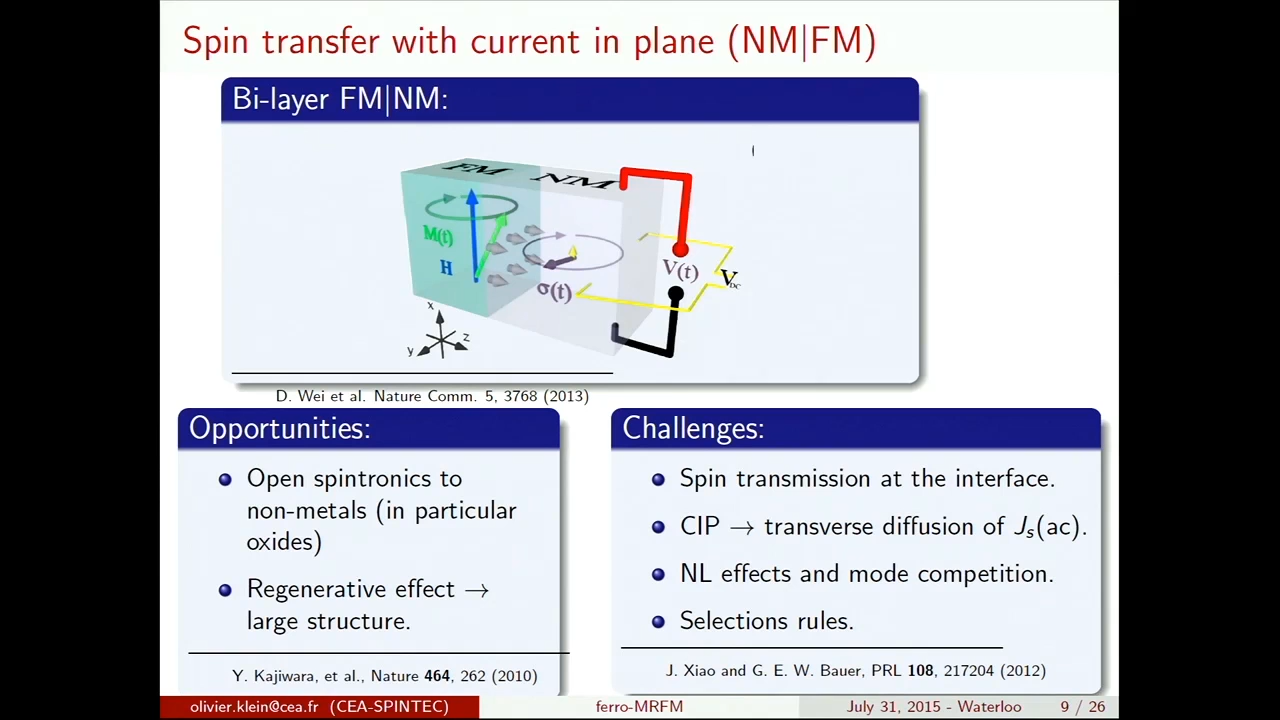 Spin transfer with current in plane (NM|FM)
Bi-layer FM|NM:
FM NM
M(t)
H
σ(t)
V(t)
V_DC
x
y
z
D. Wei et al. Nature Comm. 5, 3768 (2013)
Opportunities:
Open spintronics to
non-metals (in particular
oxides)
Regenerative effect →
large structure.
Y. Kajiwara, et al., Nature 464, 262 (2010)
Challenges:
Spin transmission at the interface.
CIP → transverse diffusion of J_s(ac).
NL effects and mode competition.
Selections rules.
J. Xiao and G. E. W. Bauer, PRL 108, 217204 (2012)
olivier.klein@cea.fr (CEA-SPINTEC) ferro-MRFM July 31, 2015 - Waterloo 9 / 26